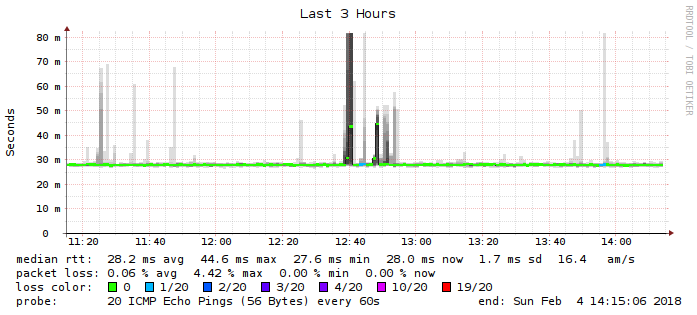 Last 3 Hours
RRDTOOL / TOBI OETIKER
Seconds
80 m
70 m
60 m
50 m
40 m
30 m
20 m
10 m
0
11:20 11:40 12:00 12:20 12:40 13:00 13:20 13:40 14:00
median rtt: 28.2 ms avg 44.6 ms max 27.6 ms min 28.0 ms now 1.7 ms sd 16.4 am/s
packet loss: 0.06 % avg 4.42 % max 0.00 % min 0.00 % now
loss color: 0 1/20 2/20 3/20 4/20 10/20 19/20
probe: 20 ICMP Echo Pings (56 Bytes) every 60s end: Sun Feb 4 14:15:06 2018